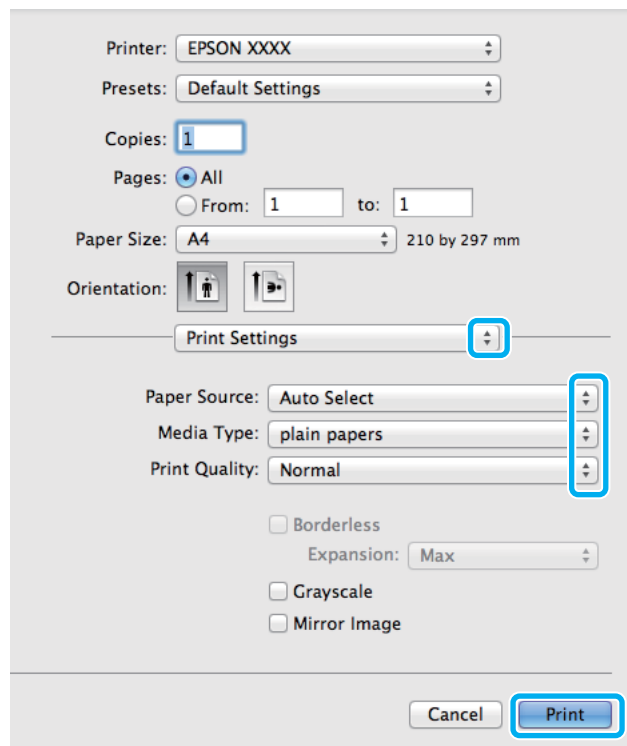 Printer: EPSON XXXX
Presets: Default Settings
Copies: 1
Pages: All
From: 1 to: 1
Paper Size: A4 210 by 297 mm
Orientation:
Print Settings
Paper Source: Auto Select
Media Type: plain papers
Print Quality: Normal
Borderless
Expansion: Max
Grayscale
Mirror Image
Cancel Print